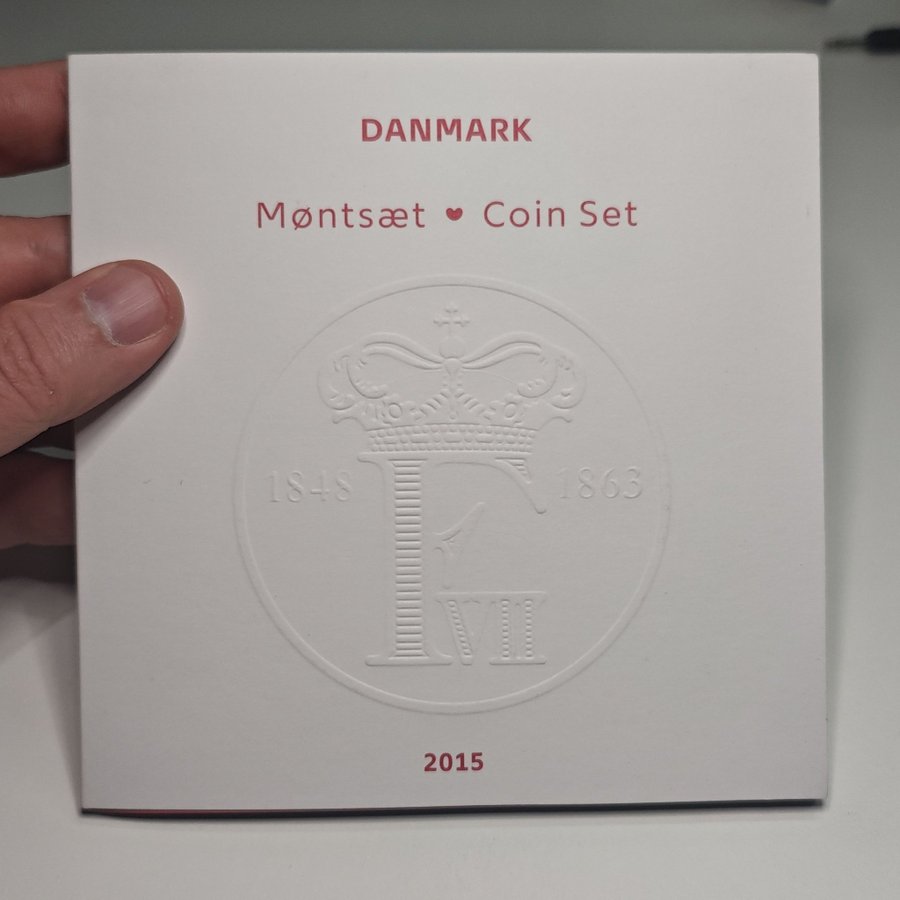 DANMARK
Møntsæt ♥ Coin Set
1848 1863
F
VII
2015